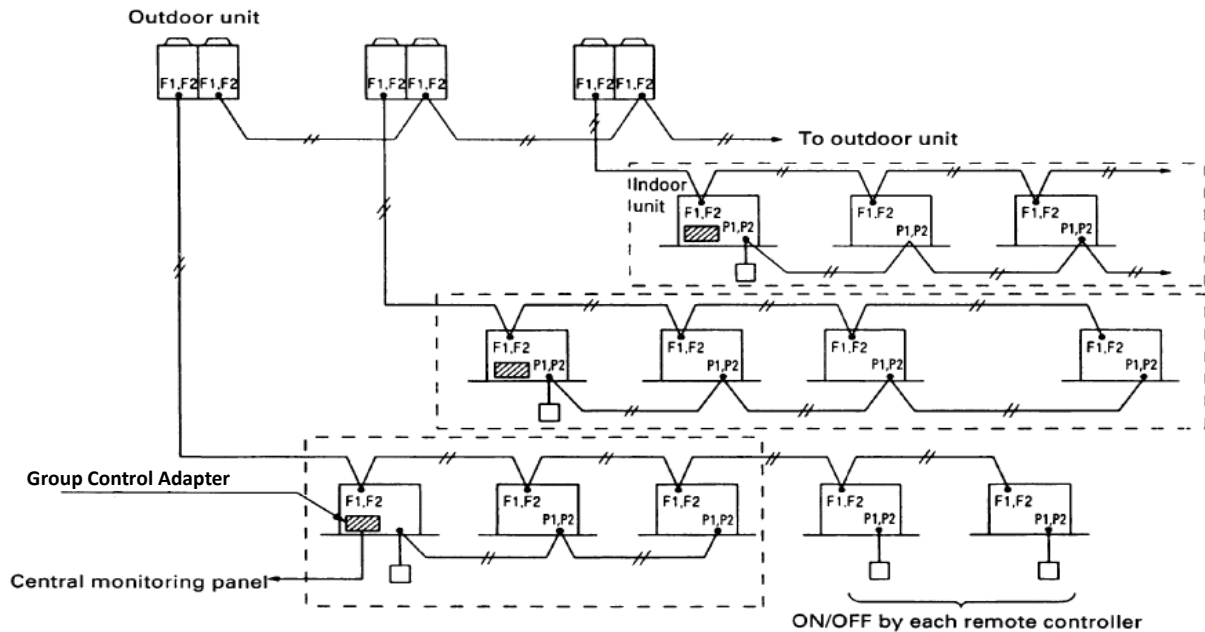 Outdoor unit
F1,F2 F1,F2 F1,F2 F1,F2 F1,F2 F1,F2
To outdoor unit
Indoor
unit
F1,F2 F1,F2 F1,F2
P1,P2 P1,P2 P1,P2
F1,F2 F1,F2 F1,F2 F1,F2
P1,P2 P1,P2 P1,P2 P1,P2
Group Control Adapter
F1,F2 F1,F2 F1,F2 F1,F2 F1,F2
P1,P2 P1,P2 P1,P2 P1,P2
Central monitoring panel
ON/OFF by each remote controller